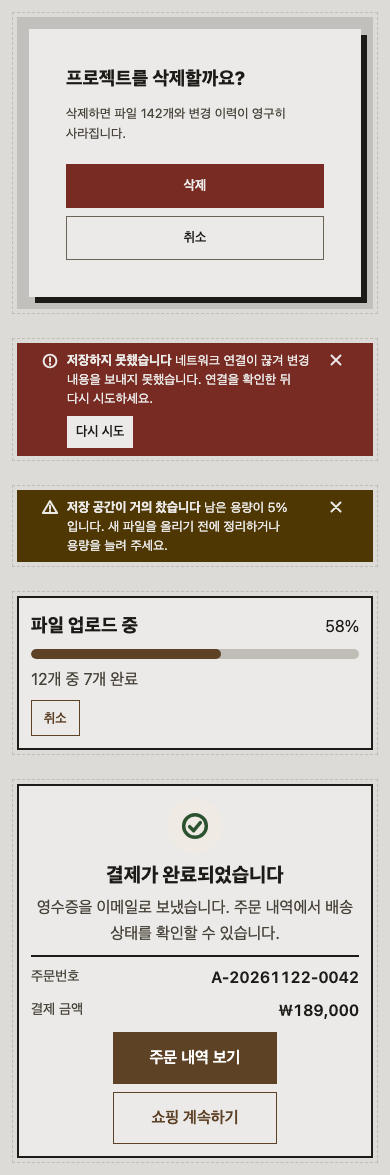 프로젝트를 삭제할까요?
삭제하면 파일 142개와 변경 이력이 영구히
사라집니다.
삭제
취소
저장하지 못했습니다 네트워크 연결이 끊겨 변경
내용을 보내지 못했습니다. 연결을 확인한 뒤
다시 시도하세요.
다시 시도
저장 공간이 거의 찼습니다 남은 용량이 5%
입니다. 새 파일을 올리기 전에 정리하거나
용량을 늘려 주세요.
파일 업로드 중 58%
12개 중 7개 완료
취소
결제가 완료되었습니다
영수증을 이메일로 보냈습니다. 주문 내역에서 배송
상태를 확인할 수 있습니다.
주문번호 A-20261122-0042
결제 금액 ₩189,000
주문 내역 보기
쇼핑 계속하기